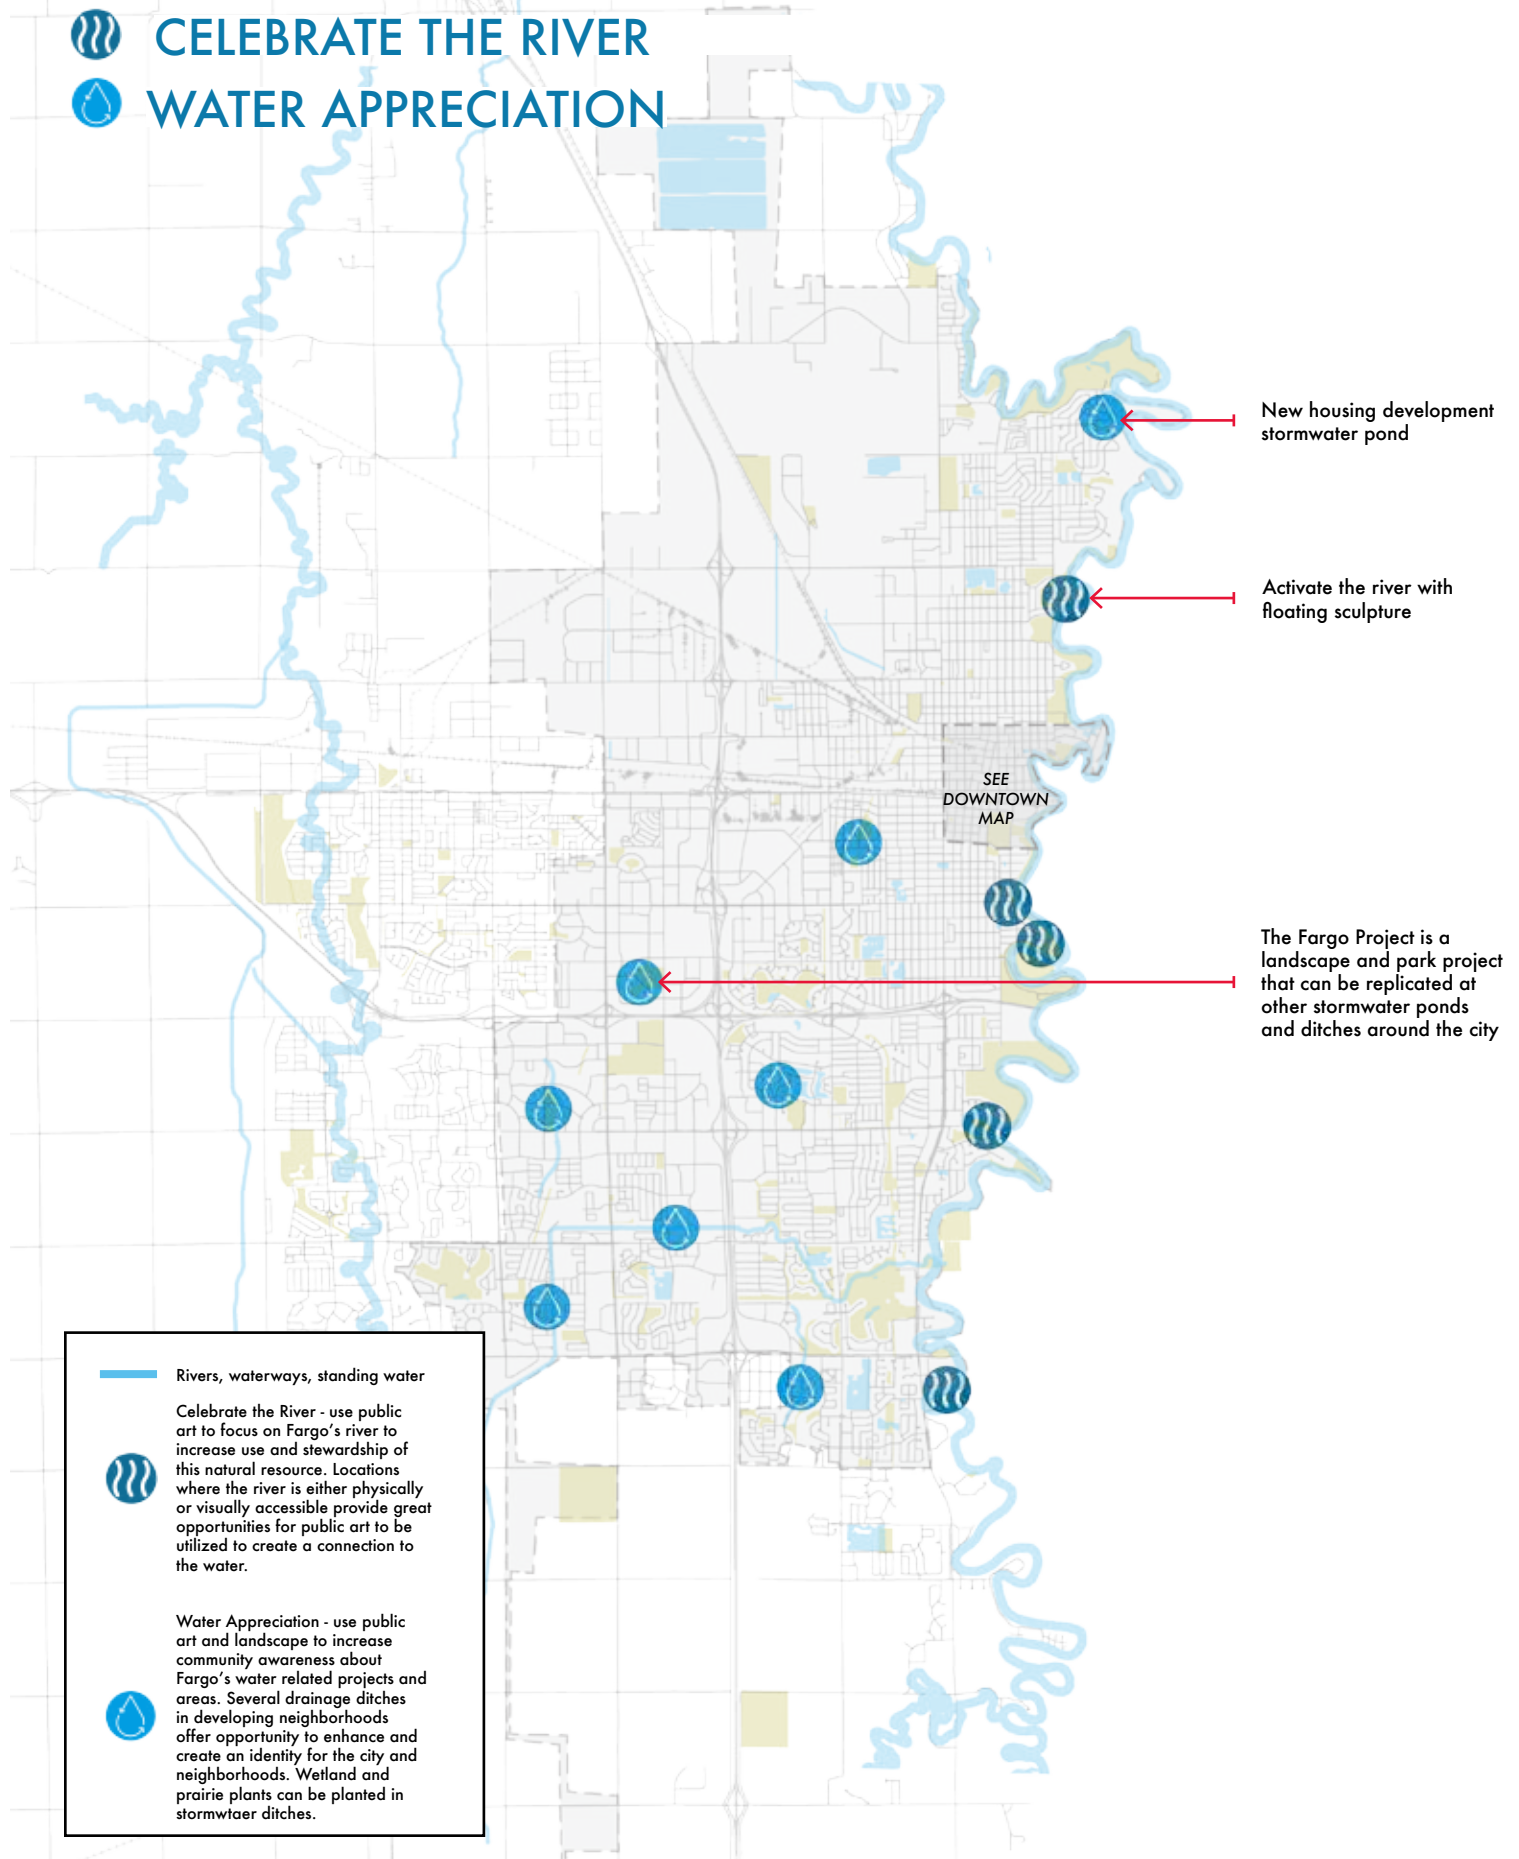 CELEBRATE THE RIVER
WATER APPRECIATION
New housing development
stormwater pond
Activate the river with
floating sculpture
SEE
DOWNTOWN
MAP
The Fargo Project is a
landscape and park project
that can be replicated at
other stormwater ponds
and ditches around the city
Rivers, waterways, standing water
Celebrate the River - use public
art to focus on Fargo’s river to
increase use and stewardship of
this natural resource. Locations
where the river is either physically
or visually accessible provide great
opportunities for public art to be
utilized to create a connection to
the water.
Water Appreciation - use public
art and landscape to increase
community awareness about
Fargo’s water related projects and
areas. Several drainage ditches
in developing neighborhoods
offer opportunity to enhance and
create an identity for the city and
neighborhoods. Wetland and
prairie plants can be planted in
stormwtaer ditches.